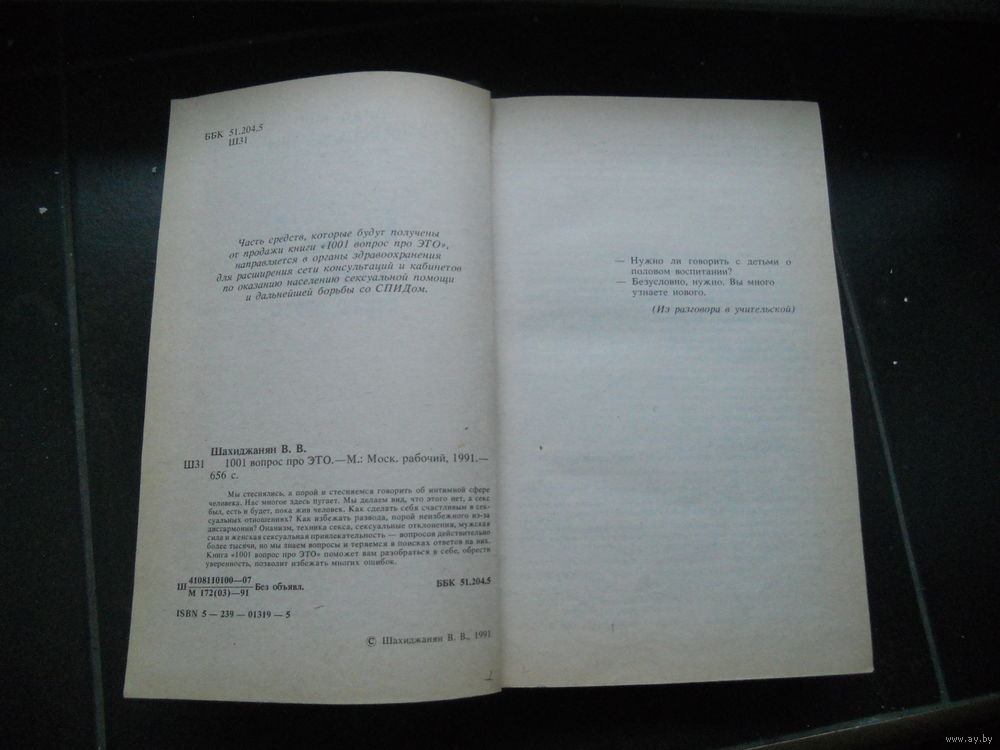 ББК 51.204.5
Ш31
Часть средств, которые будут получены
от продажи книги «1001 вопрос про ЭТО»,
направляется в органы здравоохранения
для расширения сети консультаций и кабинетов
по оказанию населению сексуальной помощи
и дальнейшей борьбы со СПИДом.
Шахиджанян В. В.
Ш31 1001 вопрос про ЭТО.—М.: Моск. рабочий, 1991.—
656 с.
Мы стеснялись, а порой и стесняемся говорить об интимной сфере
человека. Нас многое здесь пугает. Мы делаем вид, что этого нет, а секс
был, есть и будет, пока жив человек. Как сделать себя счастливым в сек-
суальных отношениях? Как избежать развода, порой неизбежного из-за
дисгармонии? Онанизм, техника секса, сексуальные отклонения, мужская
сила и женская сексуальная привлекательность — вопросов действительно
более тысячи, но мы знаем вопросы и теряемся в поисках ответов на них.
Книга «1001 вопрос про ЭТО» поможет вам разобраться в себе, обрести
уверенность, позволит избежать многих ошибок.
Ш 4108110100—07 Без объявл.
М 172(03)—91
ББК 51.204.5
ISBN 5 — 239 — 01319 — 5
© Шахиджанян В. В., 1991
— Нужно ли говорить с детьми о
половом воспитании?
— Безусловно, нужно. Вы много
узнаете нового.
(Из разговора в учительской)
www.ay.by